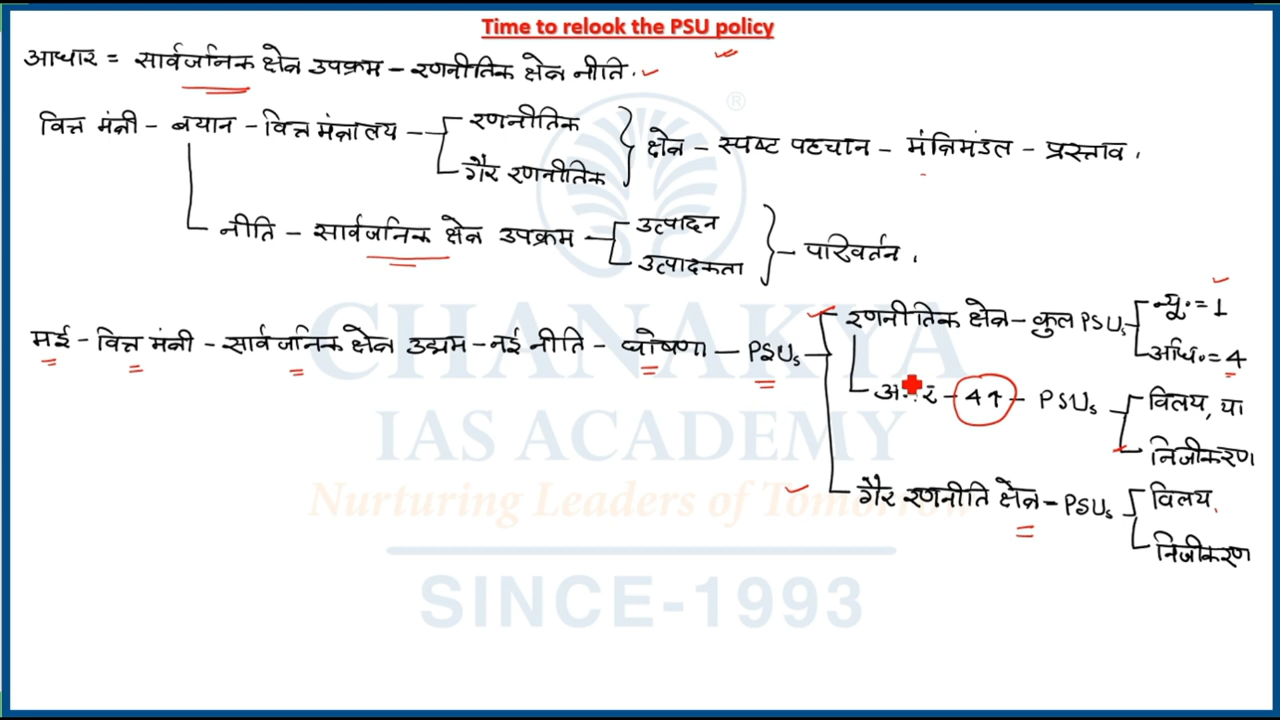 Time to relook the PSU policy
आधार = सार्वजनिक क्षेत्र उपक्रम – रणनीतिक क्षेत्र नीति.
वित्त मंत्री - बयान - वित्त मंत्रालय - रणनीतिक
गैर रणनीतिक
क्षेत्र - स्पष्ट पहचान - मंत्रिमंडल - प्रस्ताव.
नीति - सार्वजनिक क्षेत्र उपक्रम - उत्पादन
उत्पादकता
परिवर्तन.
मई - वित्त मंत्री - सार्वजनिक क्षेत्र उद्यम - नई नीति - घोषणा - PSUs
रणनीतिक क्षेत्र - कुल PSUs - न्यू॰ = 1
अधि॰ = 4
4↑ - PSUs - विलय, या
निजीकरण
गैर रणनीति क्षेत्र - PSUs - विलय.
निजीकरण
®
CHANAKYA
IAS ACADEMY
Nurturing Leaders of Tomorrow
SINCE-1993